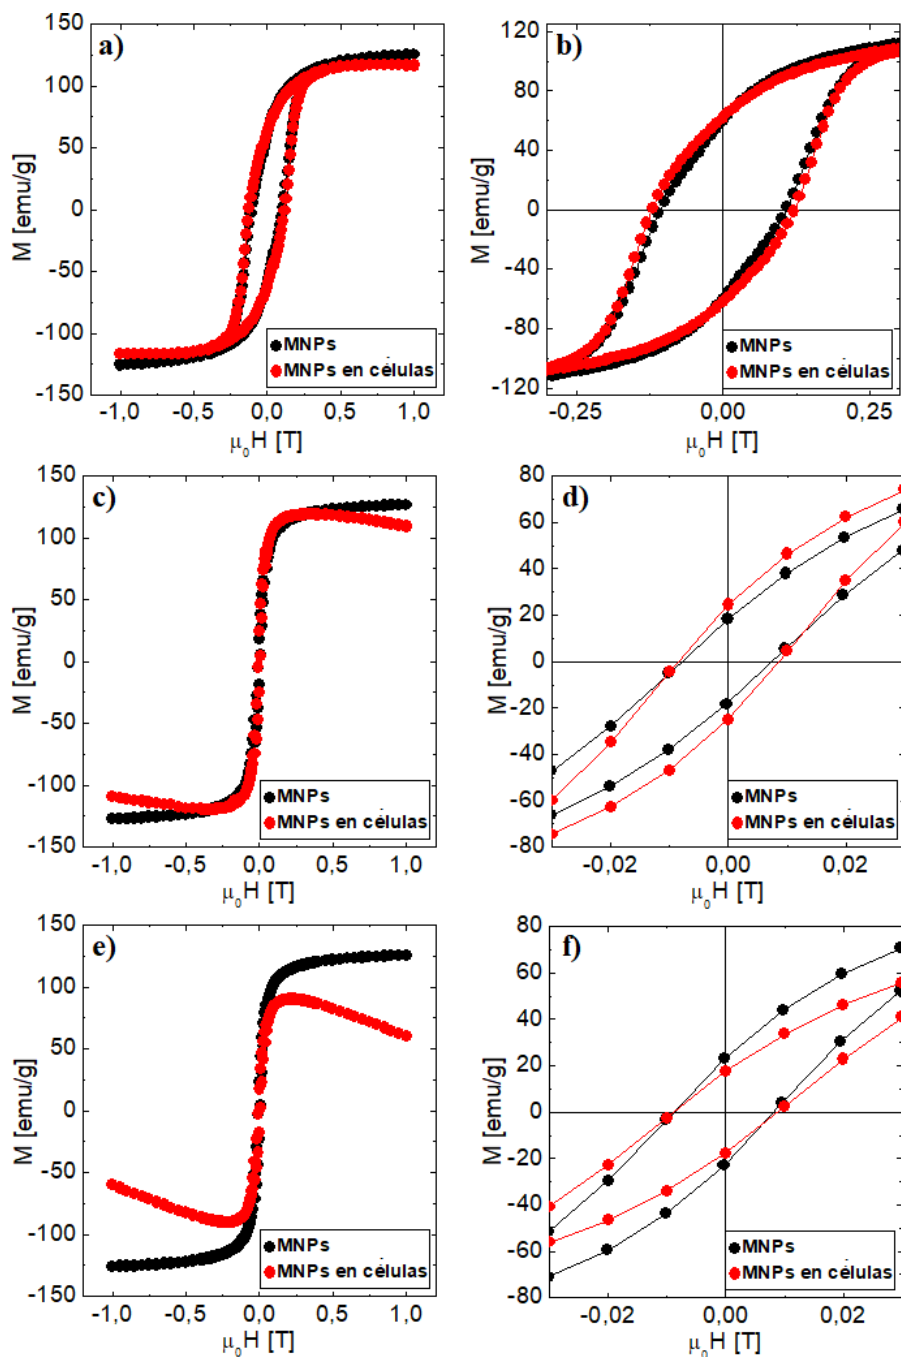 a)
M [emu/g]
150
100
50
0
-50
-100
-150
MNPs
MNPs en células
-1,0 -0,5 0,0 0,5 1,0
μ₀H [T]
b)
M [emu/g]
120
80
40
0
-40
-80
-120
MNPs
MNPs en células
-0,25 0,00 0,25
μ₀H [T]
c)
M [emu/g]
150
100
50
0
-50
-100
-150
MNPs
MNPs en células
-1,0 -0,5 0,0 0,5 1,0
μ₀H [T]
d)
M [emu/g]
80
60
40
20
0
-20
-40
-60
-80
MNPs
MNPs en células
-0,02 0,00 0,02
μ₀H [T]
e)
M [emu/g]
150
100
50
0
-50
-100
-150
MNPs
MNPs en células
-1,0 -0,5 0,0 0,5 1,0
μ₀H [T]
f)
M [emu/g]
80
60
40
20
0
-20
-40
-60
-80
MNPs
MNPs en células
-0,02 0,00 0,02
μ₀H [T]